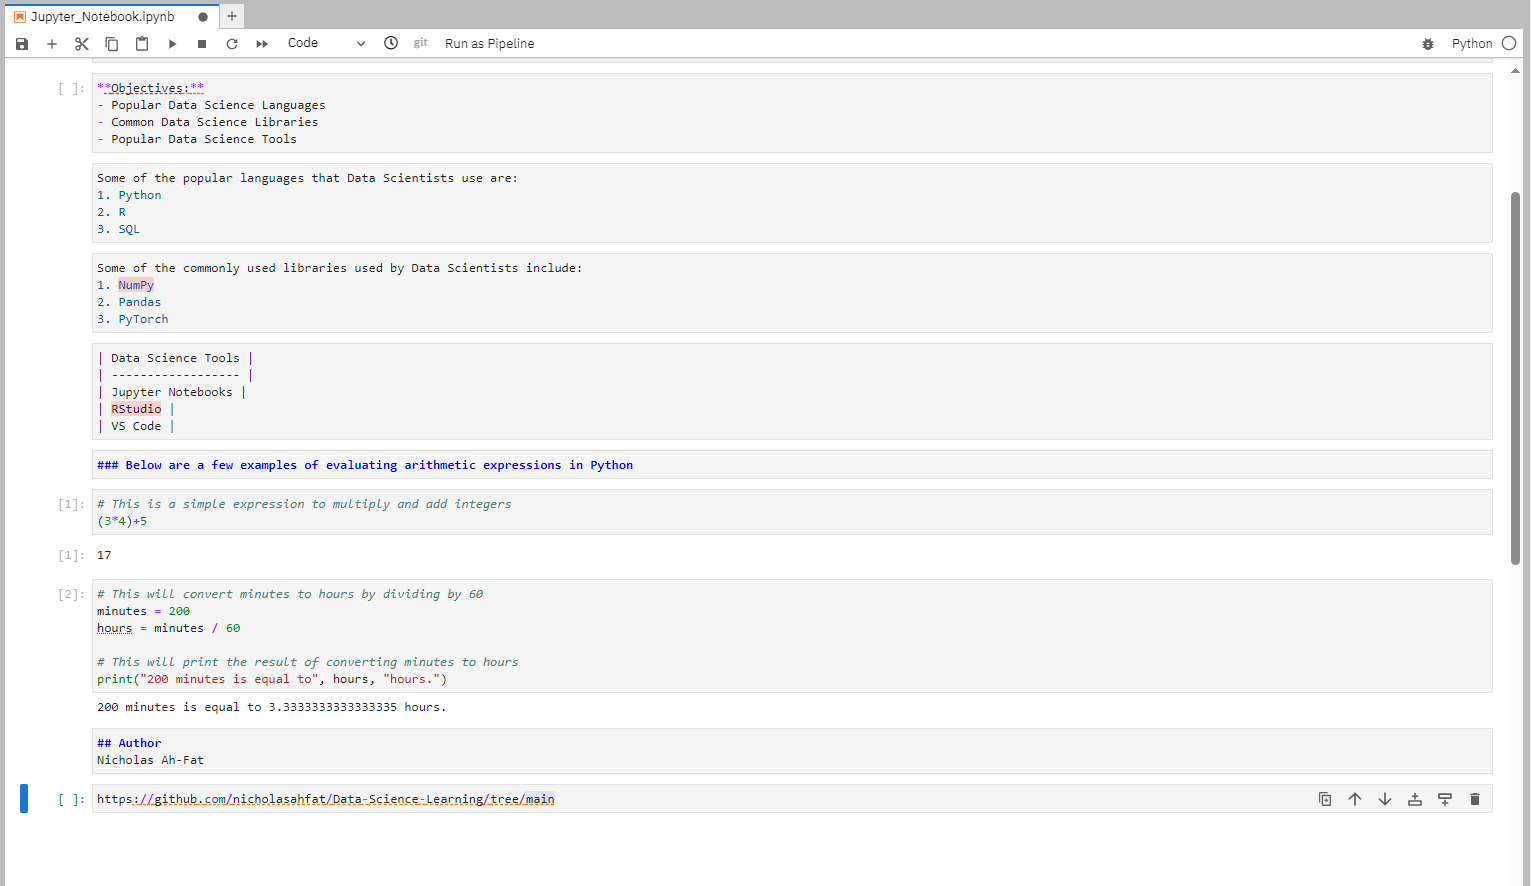 Jupyter_Notebook.ipynb
Code
git
Run as Pipeline
Python
[ ]:
**Objectives:**
- Popular Data Science Languages
- Common Data Science Libraries
- Popular Data Science Tools
Some of the popular languages that Data Scientists use are:
1. Python
2. R
3. SQL
Some of the commonly used libraries used by Data Scientists include:
1. NumPy
2. Pandas
3. PyTorch
| Data Science Tools |
| ------------------ |
| Jupyter Notebooks |
| RStudio |
| VS Code |
### Below are a few examples of evaluating arithmetic expressions in Python
[1]: # This is a simple expression to multiply and add integers
(3*4)+5
[1]: 17
[2]: # This will convert minutes to hours by dividing by 60
minutes = 200
hours = minutes / 60
# This will print the result of converting minutes to hours
print("200 minutes is equal to", hours, "hours.")
200 minutes is equal to 3.3333333333333335 hours.
## Author
Nicholas Ah-Fat
[ ]: https://github.com/nicholasahfat/Data-Science-Learning/tree/main